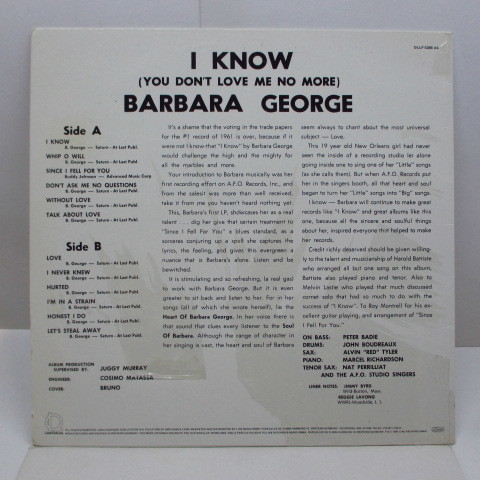 I KNOW
(YOU DON'T LOVE ME NO MORE)
BARBARA GEORGE
Side A
I KNOW
B. George — Saturn - At Last Publ.
WHIP O WILL
B. George — Saturn - At Last Publ.
SINCE I FELL FOR YOU
Buddy Johnson — Advanced Music Corp
DON'T ASK ME NO QUESTIONS
B. George — Saturn - At Last Publ.
WITHOUT LOVE
B. George — Saturn - At Last Publ.
TALK ABOUT LOVE
B. George — Saturn - At Last Publ.
Side B
LOVE
B. George — Saturn - At Last Publ.
I NEVER KNEW
B. George — Saturn - At Last Publ.
HURTED
B. George — Saturn - At Last Publ.
I'M IN A STRAIN
B. George — Saturn - At Last Publ.
HONEST I DO
B. George — Saturn - At Last Publ.
LET'S STEAL AWAY
B. George — Saturn - At Last Publ.
ALBUM PRODUCTION
SUPERVISED BY: JUGGY MURRAY
ENGINEER: COSIMO MATASSA
COVER: BRUNO
It's a shame that the voting in the trade papers
for the #1 record of 1961 is over, because if it
were not I know that "I Know" by Barbara George
would challenge the high and the mighty for
all the marbles and more.
Your introduction to Barbara musically was her
first recording effort on A.F.O. Records, Inc., and
from the calest was more than well received,
take it from me you haven't heard nothing yet.
This, Barbara's First LP, sho'cases her as a real
talent . . . dig her give that certain treatment to
"Since I Fell For You" a blues standard, as a
sorceres conjuring up a spell she captures the
lyrics, the feeling, and gives this evergreen a
nuance that is Barbara's alone. Listen and be
bewitched.
It is stimulating and so refreshing, (a real gas)
to work with Barbara George. But it is even
greater to sit back and listen to her. For in her
songs (all of which she wrote herself), lie the
Heart Of Barbara George. In her voice there is
that sound that clues every listener to the Soul
Of Barbara. Although the range of character in
her singing is vast, the heart and soul of Barbara
seem always to chant about the most universal
subject — Love.
This 19 year old New Orleans girl had never
seen the inside of a recording studio let alone
going inside one to sing one of her "Little" songs
(as she calls them). But when A.F.O. Records put
her in the singers booth, all that heart and soul
began to turn her "Little" songs into "Big" songs.
I know — Barbara will continue to make great
records like "I Know" and great albums like this
one, because all the sincere and soulful things
about her, inspired everyone that helped to make
her records.
Credit richly deserved should be given willing-
ly to the talent and musicianship of Harold Battiste
who arranged all but one song on this album,
Battiste also played piano and tenor. Also to
Melvin Lastie who played that much discussed
cornet solo that had so much to do with the
success of "I Know". To Roy Montrell for his ex-
cellent guitar playing, and arrangement of "Since
I Fell For You."
ON BASS: PETER BADIE
DRUMS: JOHN BOUDREAUX
SAX: ALVIN "RED" TYLER
PIANO: MARCEL RICHARDSON
TENOR SAX: NAT PERRILLIAT
AND THE A.F.O. STUDIO SINGERS
LINER NOTES: JIMMY BYRD
Wild-Boston, Mass.
REGGIE LAVONG
WWRL-Woodside, L. I.